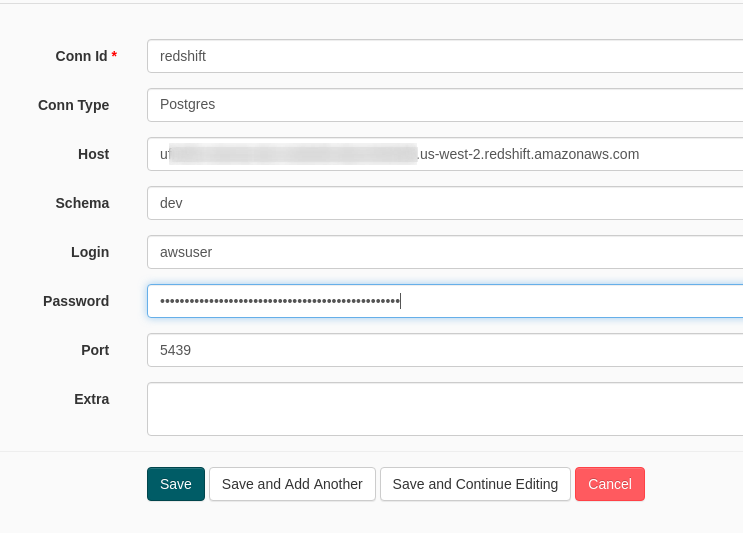 Conn Id * redshift
Conn Type Postgres
Host .us-west-2.redshift.amazonaws.com
Schema dev
Login awsuser
Password ••••••••••••••••••••••••••••••••••••••••••••••••••
Port 5439
Extra
Save Save and Add Another Save and Continue Editing Cancel